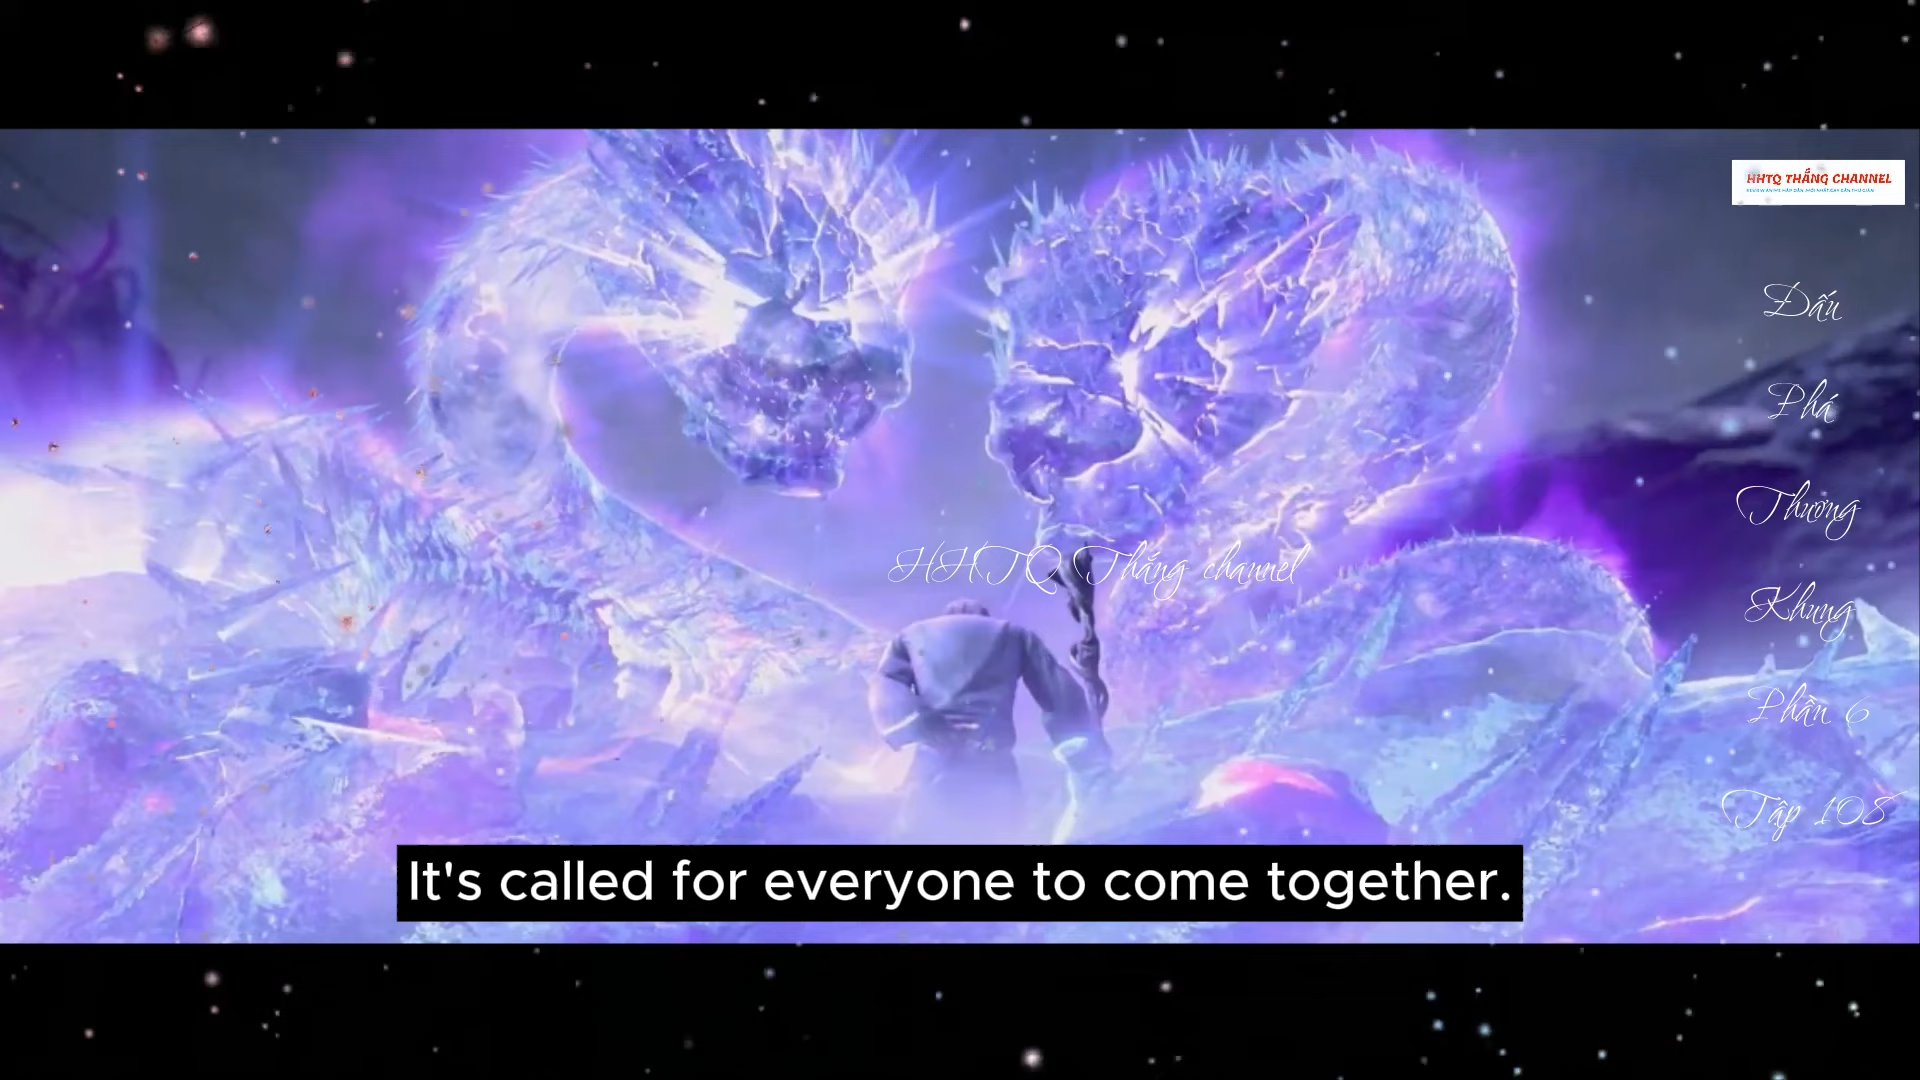 HHTQ THẮNG CHANNEL
Đấu
Phá
Thương
Khung
Phần 6
Tập 108
HHTQ Thắng channel
It's called for everyone to come together.